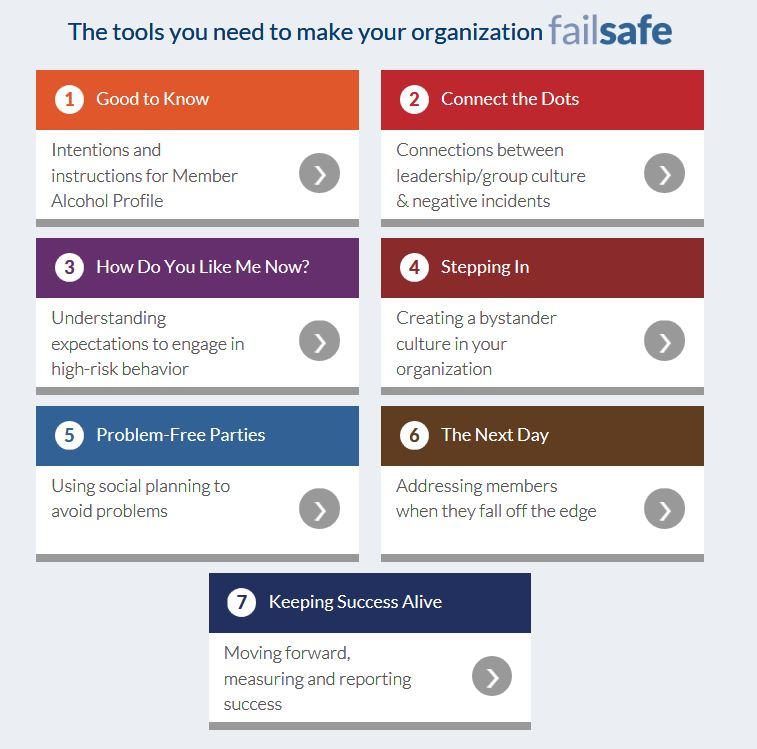 The tools you need to make your organization failsafe
1 Good to Know
Intentions and
instructions for Member
Alcohol Profile
2 Connect the Dots
Connections between
leadership/group culture
& negative incidents
3 How Do You Like Me Now?
Understanding
expectations to engage in
high-risk behavior
4 Stepping In
Creating a bystander
culture in your
organization
5 Problem-Free Parties
Using social planning to
avoid problems
6 The Next Day
Addressing members
when they fall off the edge
7 Keeping Success Alive
Moving forward,
measuring and reporting
success